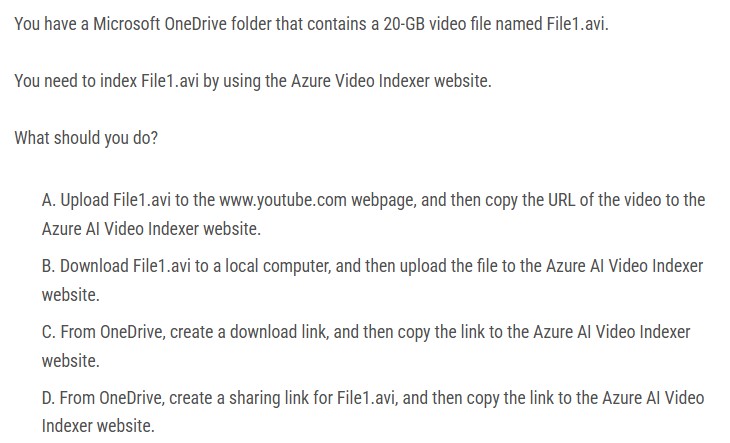 You have a Microsoft OneDrive folder that contains a 20-GB video file named File1.avi.
You need to index File1.avi by using the Azure Video Indexer website.
What should you do?
A. Upload File1.avi to the www.youtube.com webpage, and then copy the URL of the video to the
Azure AI Video Indexer website.
B. Download File1.avi to a local computer, and then upload the file to the Azure AI Video Indexer
website.
C. From OneDrive, create a download link, and then copy the link to the Azure AI Video Indexer
website.
D. From OneDrive, create a sharing link for File1.avi, and then copy the link to the Azure AI Video
Indexer website.